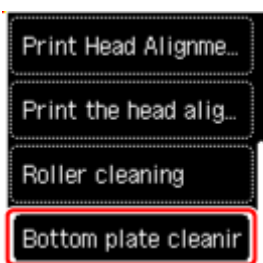 Print Head Alignme...
Print the head alig...
Roller cleaning
Bottom plate cleanir